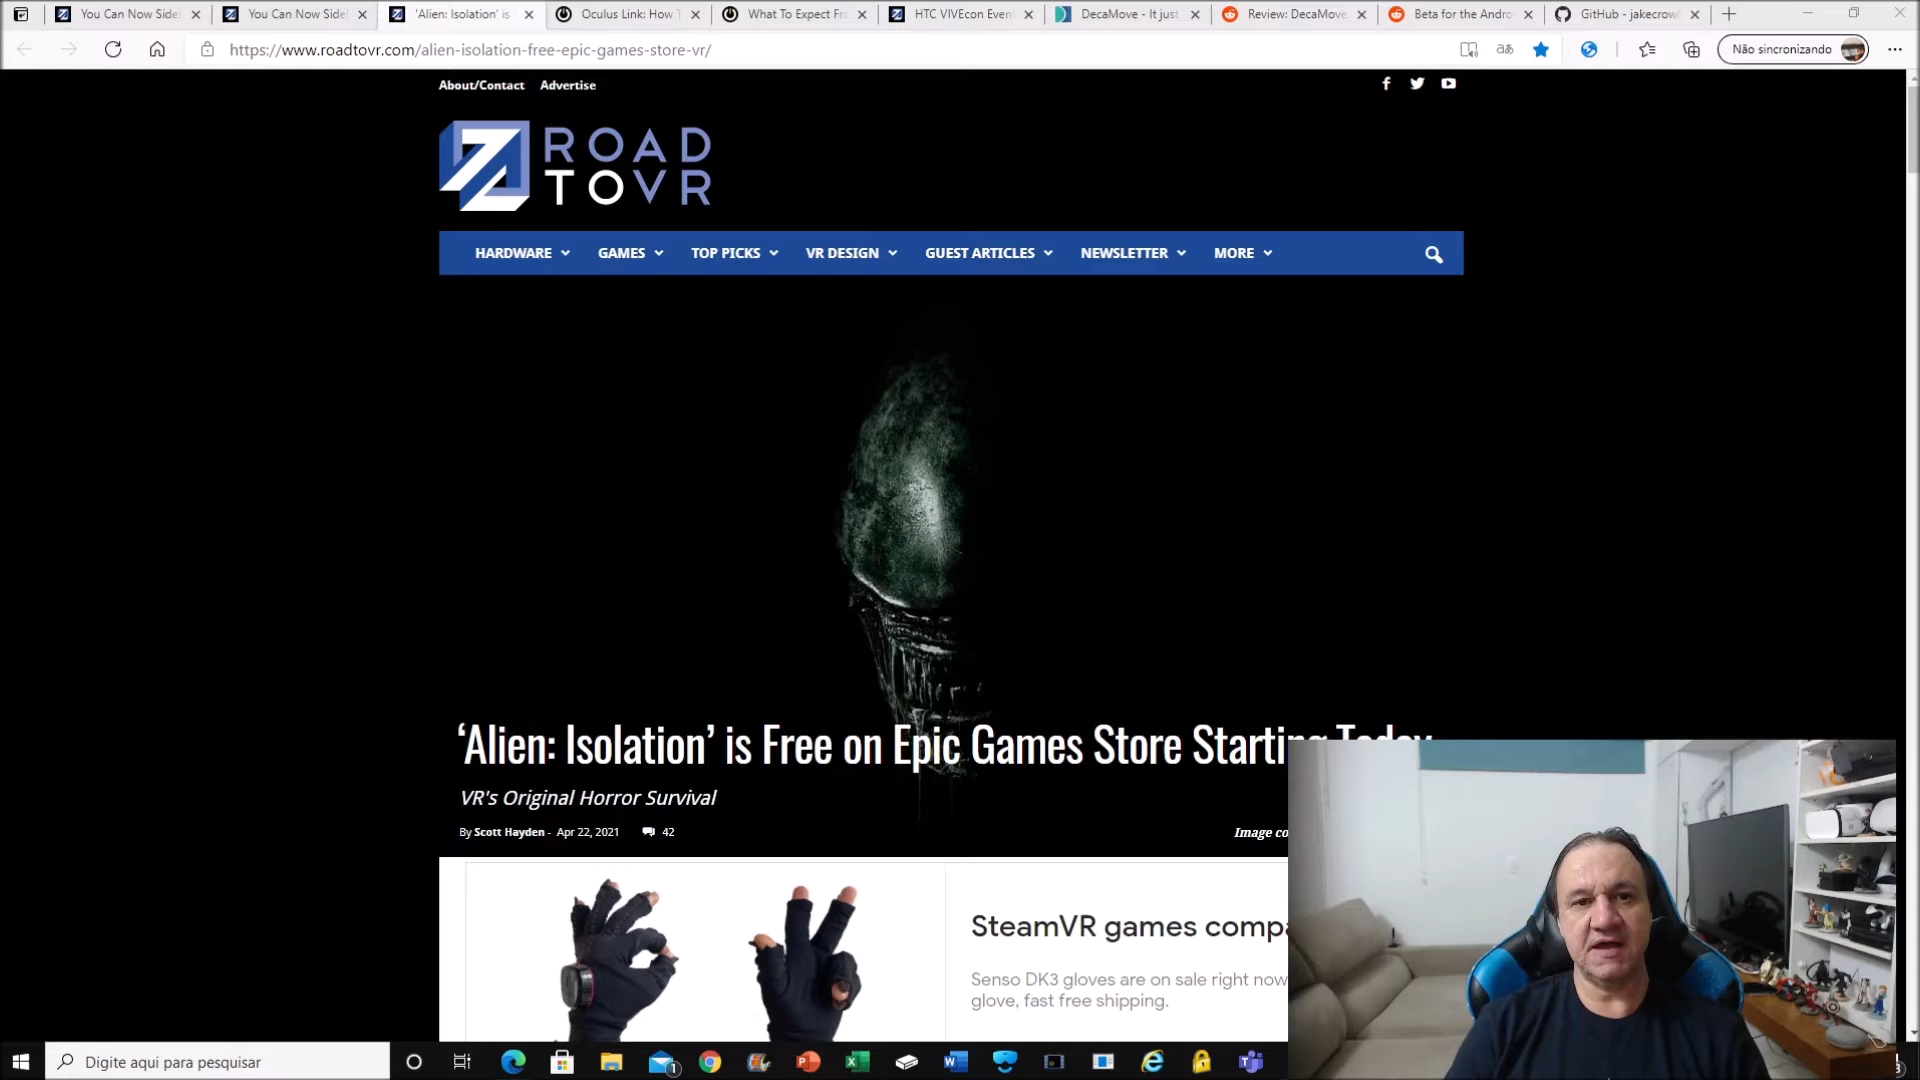 You Can Now Sidel
You Can Now Sidel
'Alien: Isolation' is
Oculus Link: How T
What To Expect Fro
HTC VIVEcon Even
DecaMove - It just
Review: DecaMove
Beta for the Andro
GitHub - jakecrow
https://www.roadtovr.com/alien-isolation-free-epic-games-store-vr/
Não sincronizando
About/Contact Advertise
ROAD
TOVR
HARDWARE GAMES TOP PICKS VR DESIGN GUEST ARTICLES NEWSLETTER MORE
‘Alien: Isolation’ is Free on Epic Games Store Starting Today
VR's Original Horror Survival
By Scott Hayden - Apr 22, 2021 42
Image co
SteamVR games compa
Senso DK3 gloves are on sale right now
glove, fast free shipping.
Digite aqui para pesquisar